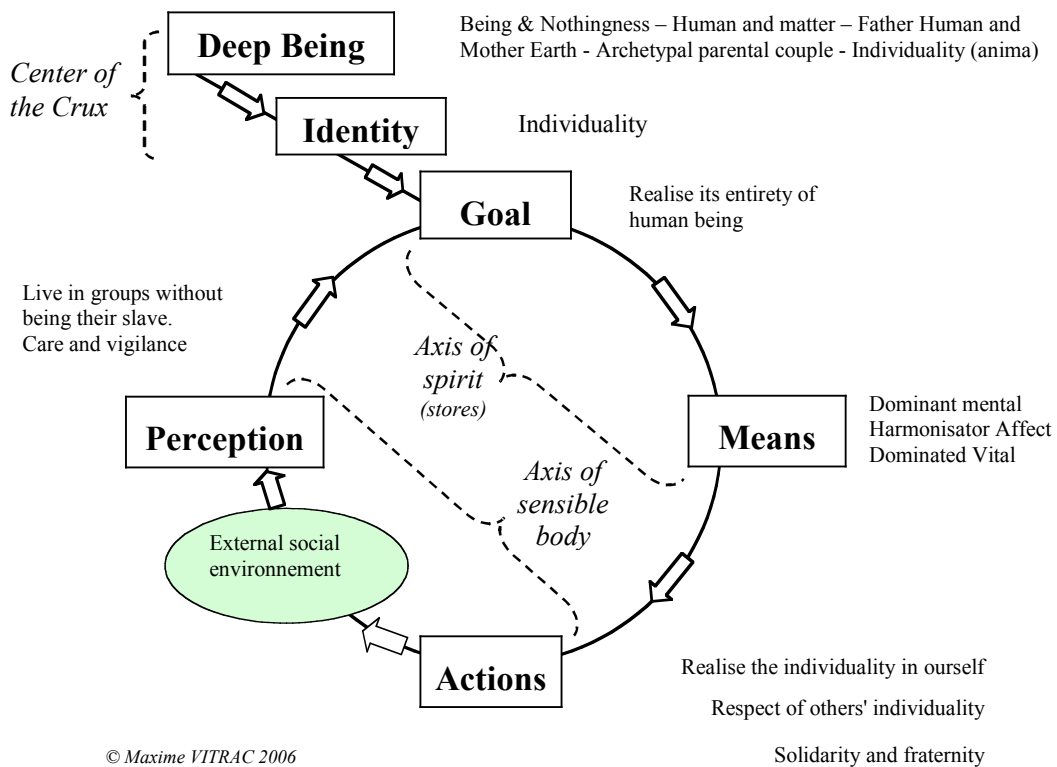 Deep Being
Being & Nothingness – Human and matter – Father Human and
Mother Earth - Archetypal parental couple - Individuality (anima)
Center of
the Crux
Identity
Individuality
Goal
Realise its entirety of
human being
Live in groups without
being their slave.
Care and vigilance
Axis of
spirit
(stores)
Perception
Means
Dominant mental
Harmonisator Affect
Dominated Vital
Axis of
sensible
body
External social
environnement
Actions
Realise the individuality in ourself
Respect of others' individuality
Solidarity and fraternity
© Maxime VITRAC 2006